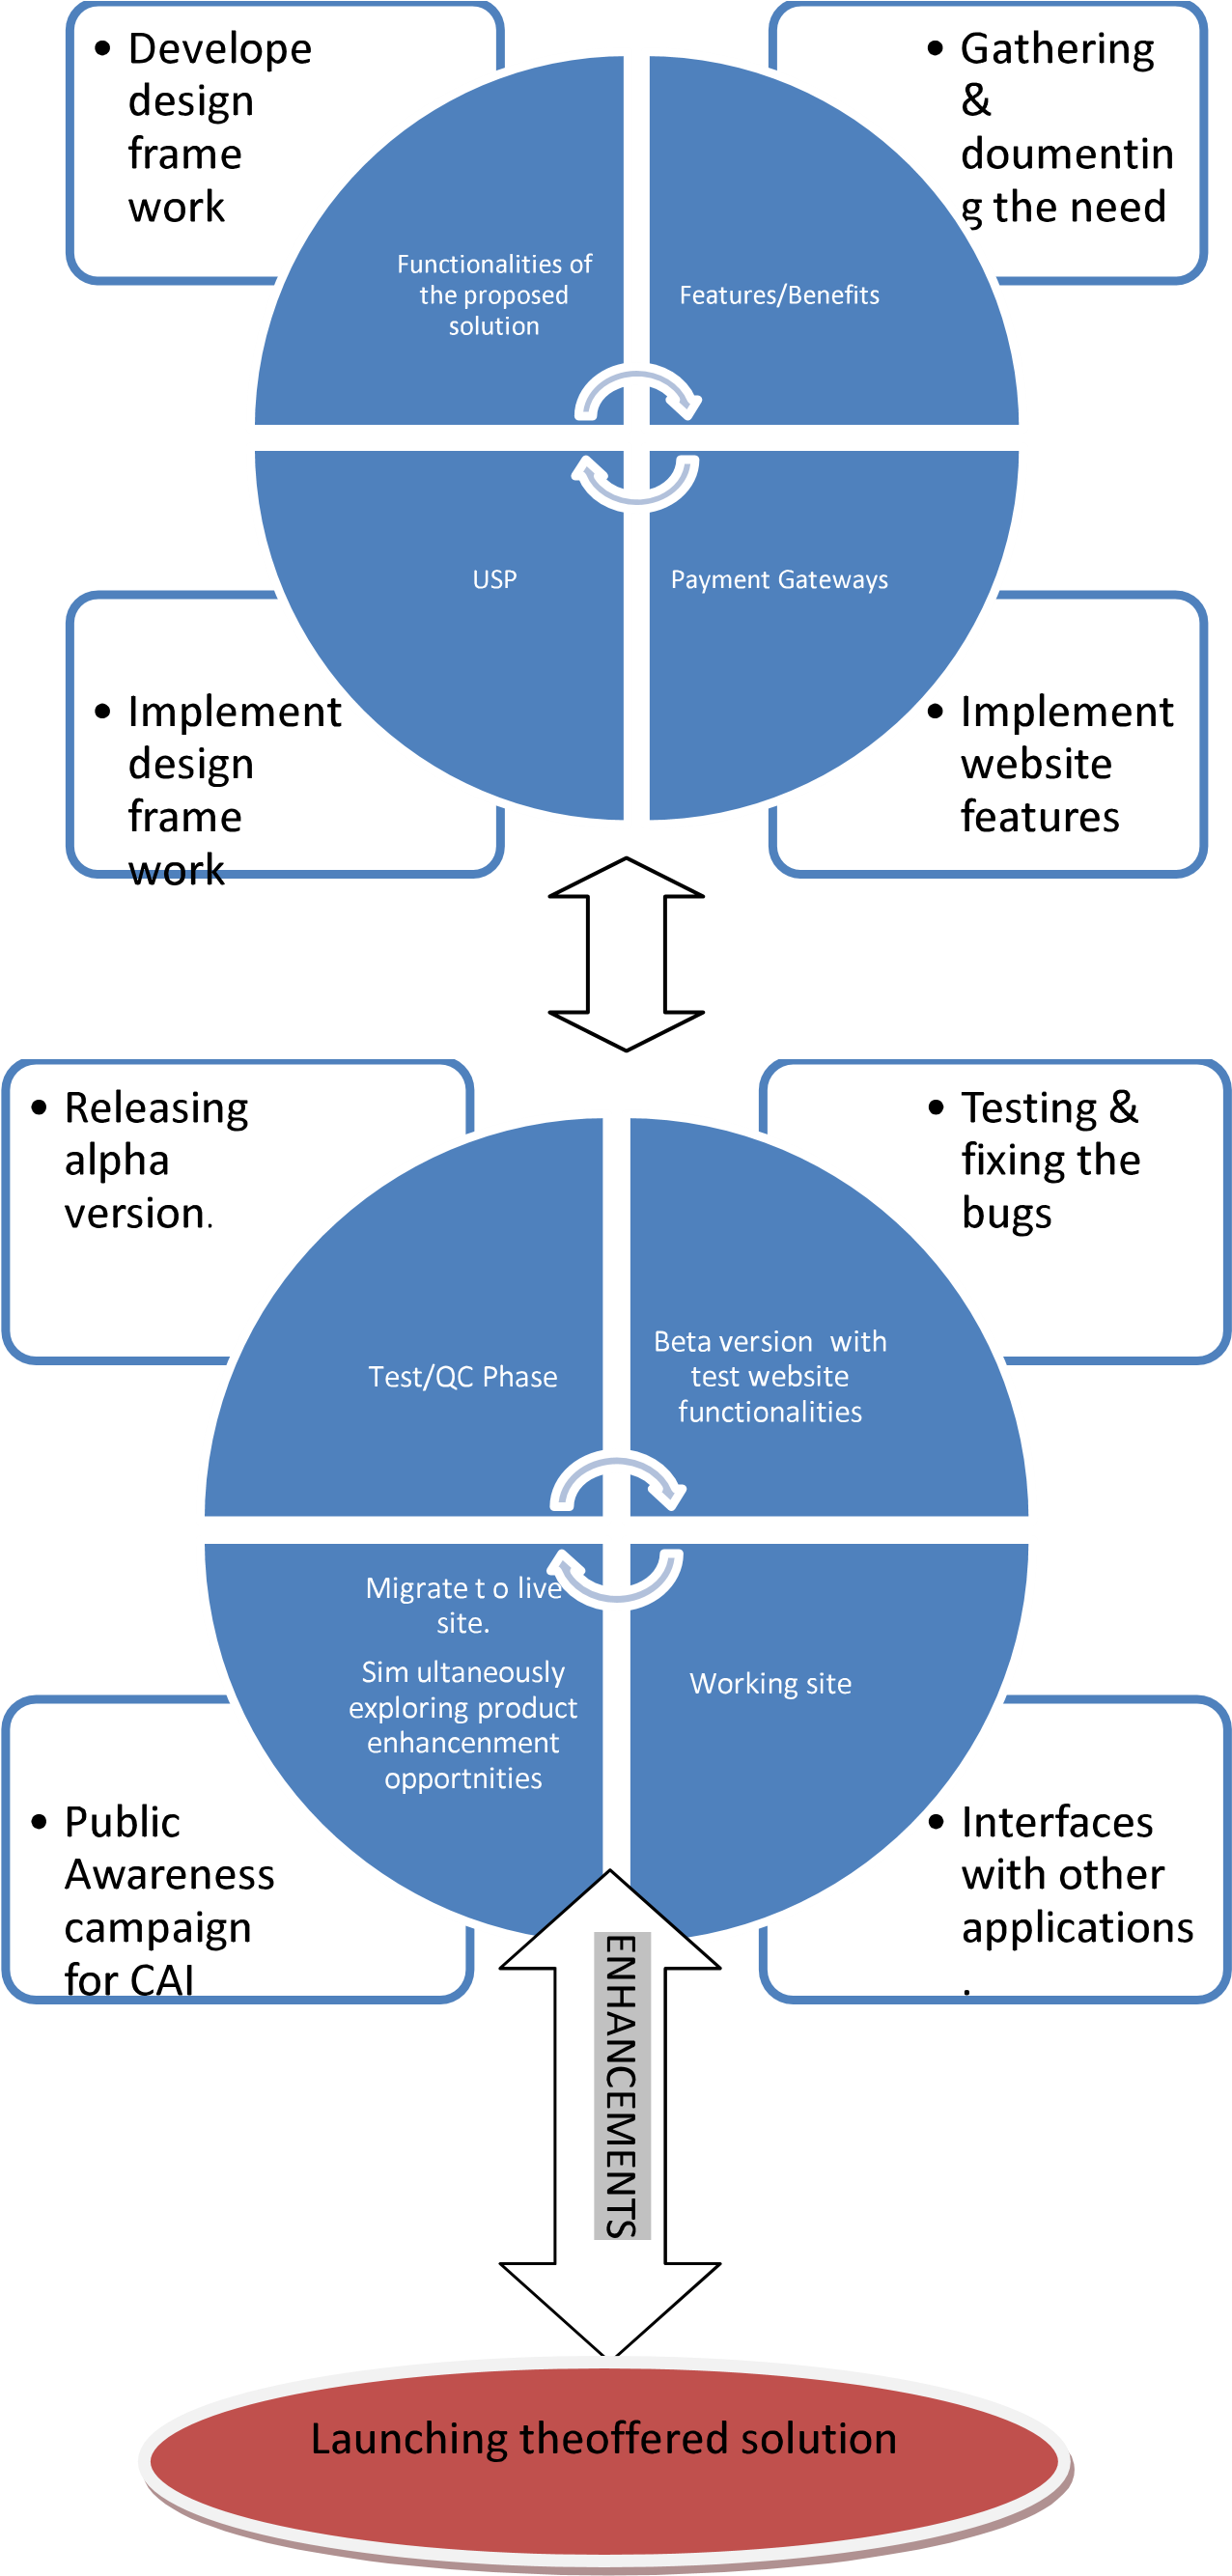 • Develope
design
frame
work
• Gathering
&
doumentin
g the need
Functionalities of
the proposed
solution
Features/Benefits
USP
Payment Gateways
• Implement
design
frame
work
• Implement
website
features
• Releasing
alpha
version.
• Testing &
fixing the
bugs
Test/QC Phase
Beta version with
test website
functionalities
Migrate t o live
site.
Sim ultaneously
exploring product
enhancenment
opportnities
Working site
• Public
Awareness
campaign
for CAI
• Interfaces
with other
applications
.
ENHANCEMENTS
Launching theoffered solution